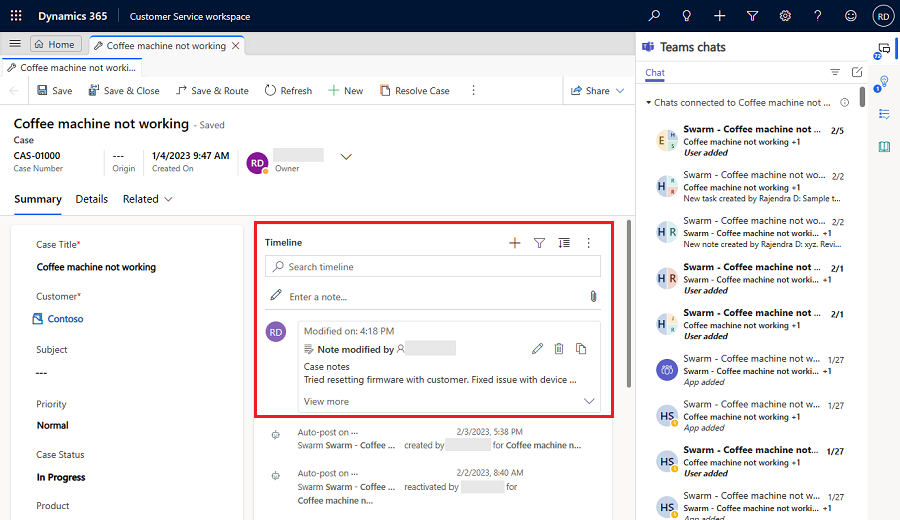 Dynamics 365
Customer Service workspace
RD
Home
Coffee machine not working
Coffee machine not worki...
Save
Save & Close
Save & Route
Refresh
New
Resolve Case
Share
Coffee machine not working - Saved
Case
CAS-01000
Case Number
---
Origin
1/4/2023 9:47 AM
Created On
RD
Owner
Summary
Details
Related
Case Title*
Coffee machine not working
Customer*
Contoso
Subject
---
Priority
Normal
Case Status
In Progress
Product
Timeline
Search timeline
Enter a note...
RD
Modified on: 4:18 PM
Note modified by
Case notes
Tried resetting firmware with customer. Fixed issue with device ...
View more
Auto-post on ... 2/3/2023, 5:38 PM
Swarm Swarm - Coffee ... created by for Coffee machine n...
Auto-post on ... 2/2/2023, 8:40 AM
Swarm Swarm - Coffee ... reactivated by for
Coffee machine n...
Teams chats
Chat
Chats connected to Coffee machine not ...
E H S
Swarm - Coffee machine not ... 2/5
Coffee machine not working +1
User added
H R R
Swarm - Coffee machine not wo... 2/2
Coffee machine not working +1
New task created by Rajendra D: Sample t...
H R
Swarm - Coffee machine not wo... 2/2
Swarm - Coffee machine not wo... +1
New note created by Rajendra D: xyz. Revi...
H R
Swarm - Coffee machine not ... 2/1
Coffee machine not working +1
User added
H R
Swarm - Coffee machine not ... 2/1
Coffee machine not working +1
User added
Swarm - Coffee machine not w... 1/27
Swarm - Coffee machine not wo... +1
App added
HS
Swarm - Coffee machine not w... 1/27
Coffee machine not working +1
App added
HS
Swarm - Coffee machine not... 1/27
Coffee machine not working +1
User added
HS
Swarm - Coffee machine not w... 1/27
Coffee machine not working +1
App added
72
1